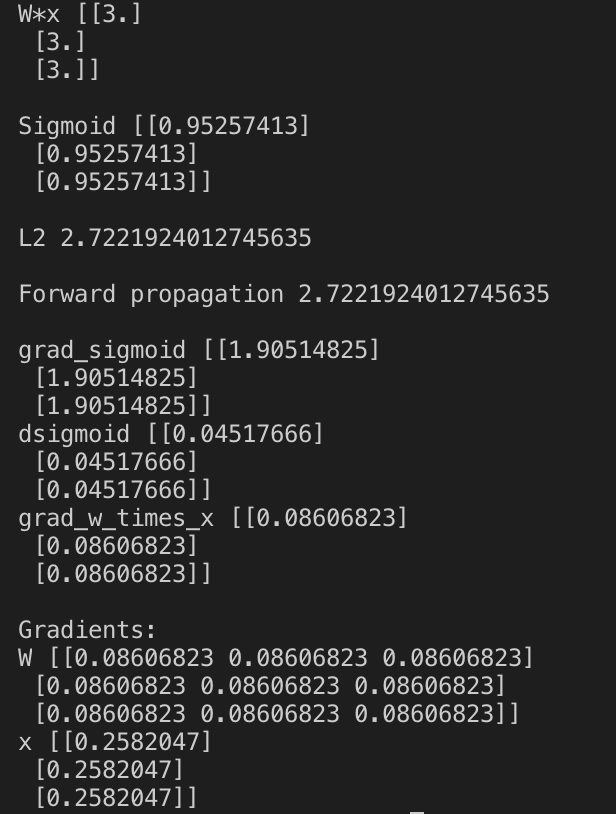 W*x [[3.]
 [3.]
 [3.]]
Sigmoid [[0.95257413]
 [0.95257413]
 [0.95257413]]
L2 2.7221924012745635
Forward propagation 2.7221924012745635
grad_sigmoid [[1.90514825]
 [1.90514825]
 [1.90514825]]
dsigmoid [[0.04517666]
 [0.04517666]
 [0.04517666]]
grad_w_times_x [[0.08606823]
 [0.08606823]
 [0.08606823]]
Gradients:
W [[0.08606823 0.08606823 0.08606823]
 [0.08606823 0.08606823 0.08606823]
 [0.08606823 0.08606823 0.08606823]]
x [[0.2582047]
 [0.2582047]
 [0.2582047]]